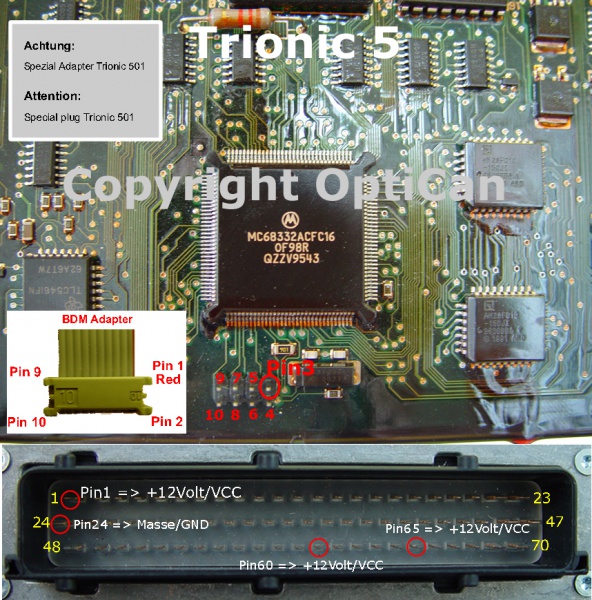 Trionic 5
Achtung:
Spezial Adapter Trionic 501
Attention:
Special plug Trionic 501
Copyright OptiCan
MC68332ACFC16
0F98R
QZZV9543
BDM Adapter
Pin 9
Pin 1
Red
Pin 10
Pin 2
10
Pin3
9 7 5
10 8 6 4
101
1 Pin1 => +12Volt/VCC 23
24 Pin24 => Masse/GND 47
Pin65 => +12Volt/VCC
48 70
Pin60 => +12Volt/VCC